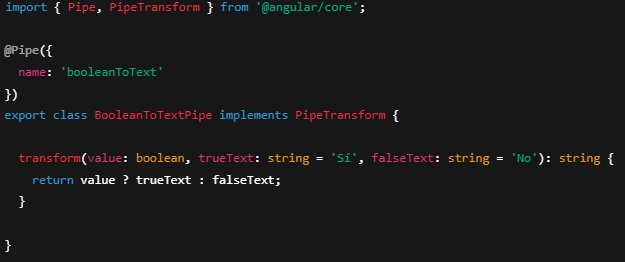 import { Pipe, PipeTransform } from '@angular/core';
@Pipe({
  name: 'booleanToText'
})
export class BooleanToTextPipe implements PipeTransform {
  transform(value: boolean, trueText: string = 'Sí', falseText: string = 'No'): string {
    return value ? trueText : falseText;
  }
}